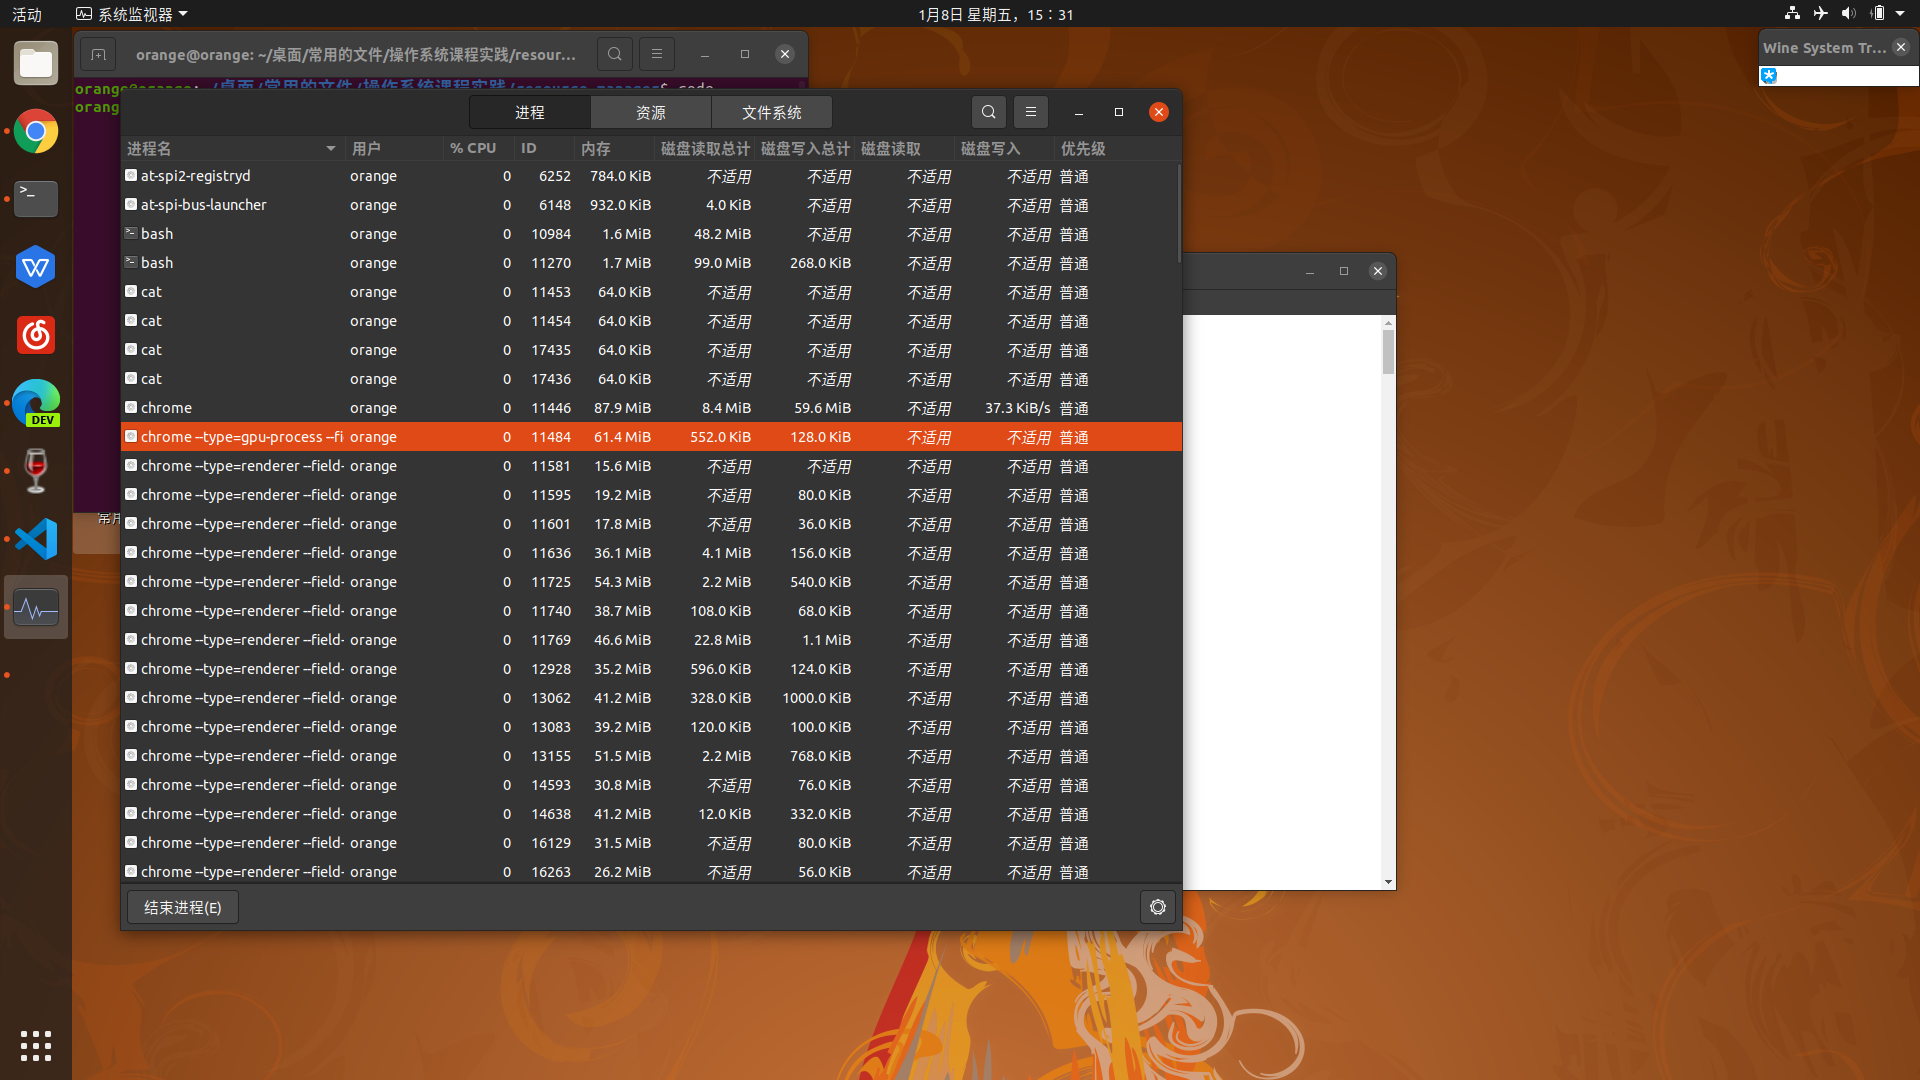 活动 系统监视器 1月8日 星期五，15：31
orange@orange: ~/桌面/常用的文件/操作系统课程实践/resour...
Wine System Tr...
orange@orange:~/桌面/常用的文件/操作系统课程实践/resource-manager$ code
orang
进程 资源 文件系统
进程名 用户 % CPU ID 内存 磁盘读取总计 磁盘写入总计 磁盘读取 磁盘写入 优先级
at-spi2-registryd orange 0 6252 784.0 KiB 不适用 不适用 不适用 不适用 普通
at-spi-bus-launcher orange 0 6148 932.0 KiB 4.0 KiB 不适用 不适用 不适用 普通
bash orange 0 10984 1.6 MiB 48.2 MiB 不适用 不适用 不适用 普通
bash orange 0 11270 1.7 MiB 99.0 MiB 268.0 KiB 不适用 不适用 普通
cat orange 0 11453 64.0 KiB 不适用 不适用 不适用 不适用 普通
cat orange 0 11454 64.0 KiB 不适用 不适用 不适用 不适用 普通
cat orange 0 17435 64.0 KiB 不适用 不适用 不适用 不适用 普通
cat orange 0 17436 64.0 KiB 不适用 不适用 不适用 不适用 普通
chrome orange 0 11446 87.9 MiB 8.4 MiB 59.6 MiB 不适用 37.3 KiB/s 普通
chrome --type=gpu-process --fi orange 0 11484 61.4 MiB 552.0 KiB 128.0 KiB 不适用 不适用 普通
chrome --type=renderer --field- orange 0 11581 15.6 MiB 不适用 不适用 不适用 不适用 普通
chrome --type=renderer --field- orange 0 11595 19.2 MiB 不适用 80.0 KiB 不适用 不适用 普通
chrome --type=renderer --field- orange 0 11601 17.8 MiB 不适用 36.0 KiB 不适用 不适用 普通
chrome --type=renderer --field- orange 0 11636 36.1 MiB 4.1 MiB 156.0 KiB 不适用 不适用 普通
chrome --type=renderer --field- orange 0 11725 54.3 MiB 2.2 MiB 540.0 KiB 不适用 不适用 普通
chrome --type=renderer --field- orange 0 11740 38.7 MiB 108.0 KiB 68.0 KiB 不适用 不适用 普通
chrome --type=renderer --field- orange 0 11769 46.6 MiB 22.8 MiB 1.1 MiB 不适用 不适用 普通
chrome --type=renderer --field- orange 0 12928 35.2 MiB 596.0 KiB 124.0 KiB 不适用 不适用 普通
chrome --type=renderer --field- orange 0 13062 41.2 MiB 328.0 KiB 1000.0 KiB 不适用 不适用 普通
chrome --type=renderer --field- orange 0 13083 39.2 MiB 120.0 KiB 100.0 KiB 不适用 不适用 普通
chrome --type=renderer --field- orange 0 13155 51.5 MiB 2.2 MiB 768.0 KiB 不适用 不适用 普通
chrome --type=renderer --field- orange 0 14593 30.8 MiB 不适用 76.0 KiB 不适用 不适用 普通
chrome --type=renderer --field- orange 0 14638 41.2 MiB 12.0 KiB 332.0 KiB 不适用 不适用 普通
chrome --type=renderer --field- orange 0 16129 31.5 MiB 不适用 80.0 KiB 不适用 不适用 普通
chrome --type=renderer --field- orange 0 16263 26.2 MiB 不适用 56.0 KiB 不适用 不适用 普通
结束进程(E)
常用
DEV